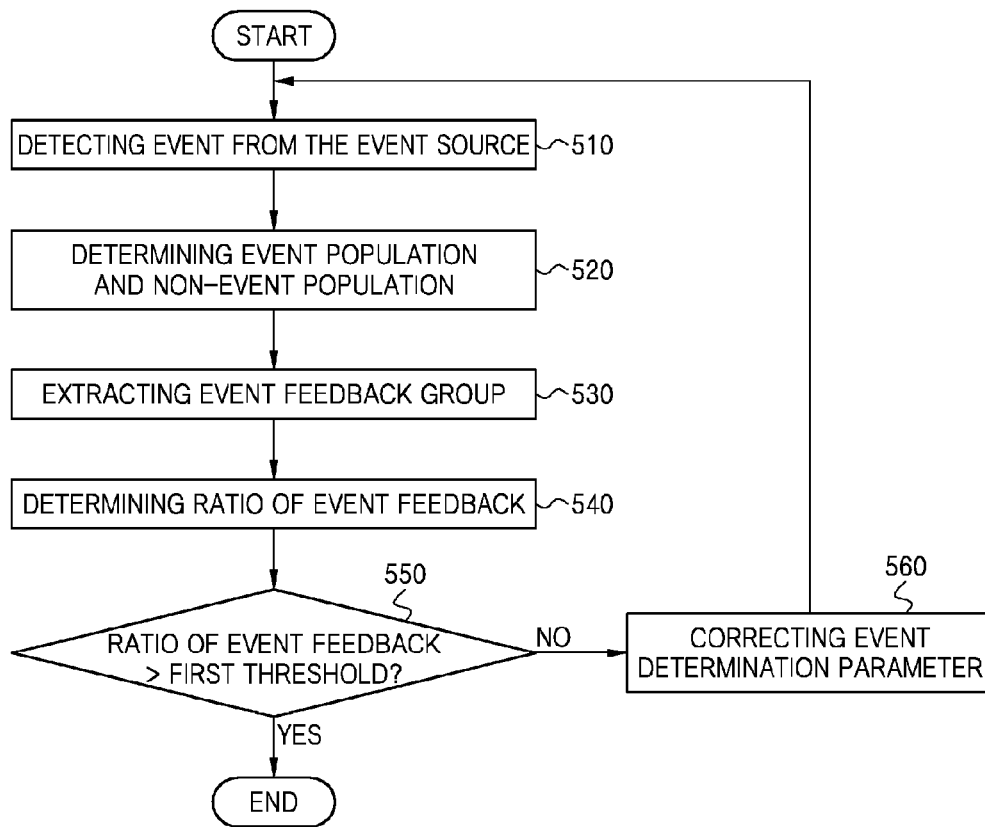 START
DETECTING EVENT FROM THE EVENT SOURCE
510
DETERMINING EVENT POPULATION
AND NON-EVENT POPULATION
520
EXTRACTING EVENT FEEDBACK GROUP
530
DETERMINING RATIO OF EVENT FEEDBACK
540
550
RATIO OF EVENT FEEDBACK
> FIRST THRESHOLD?
NO
560
CORRECTING EVENT
DETERMINATION PARAMETER
YES
END